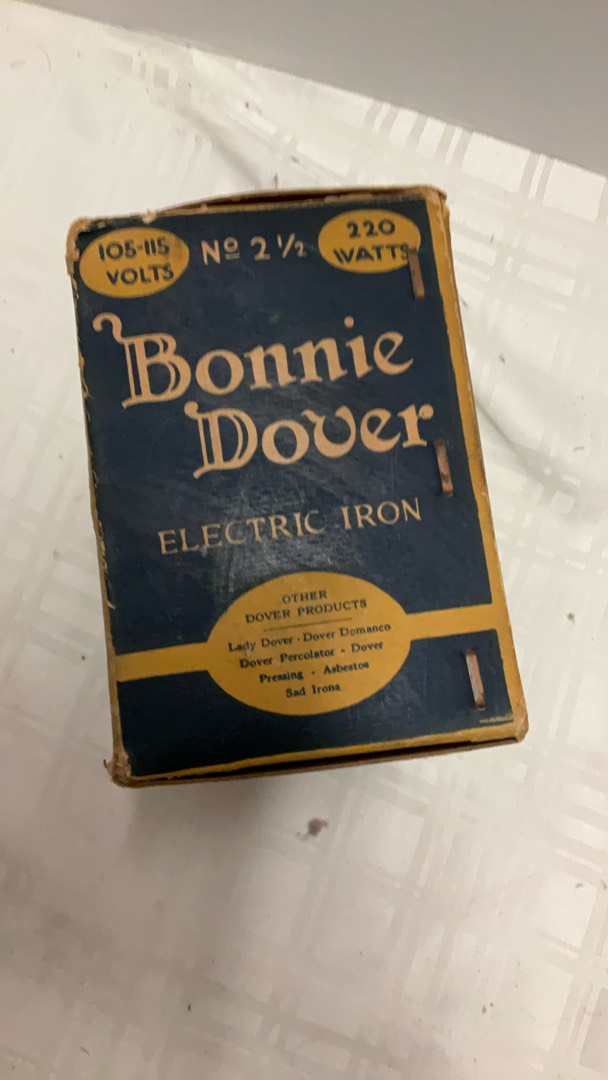 105-115
VOLTS
Nº 2 ½
220
WATTS
Bonnie
Dover
ELECTRIC IRON
OTHER
DOVER PRODUCTS
Lady Dover - Dover Domanco
Dover Percolator - Dover
Pressing - Asbestos
Sad Irons